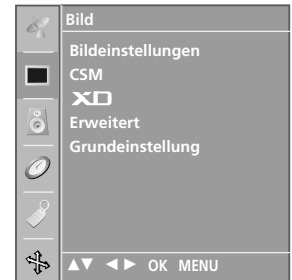 Bild
Bildeinstellungen
CSM
XD
Erweitert
Grundeinstellung
▲▼ ◄► OK MENU